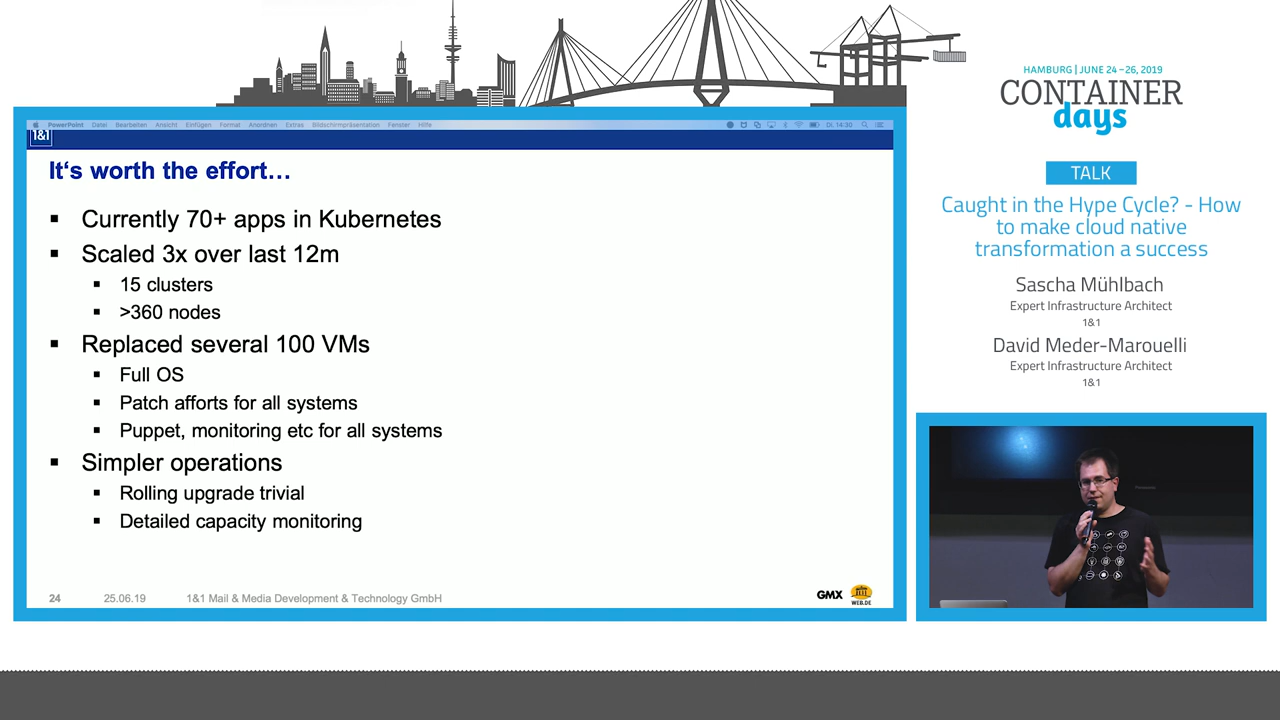 HAMBURG | JUNE 24 – 26, 2019
CONTAINER
days
TALK
Caught in the Hype Cycle? - How
to make cloud native
transformation a success
Sascha Mühlbach
Expert Infrastructure Architect
1&1
David Meder-Marouelli
Expert Infrastructure Architect
1&1
PowerPoint Datei Bearbeiten Ansicht Einfügen Format Anordnen Extras Bildschirmpräsentation Fenster Hilfe Di. 14:30
1&1
It‘s worth the effort…
▪ Currently 70+ apps in Kubernetes
▪ Scaled 3x over last 12m
▪ 15 clusters
▪ >360 nodes
▪ Replaced several 100 VMs
▪ Full OS
▪ Patch afforts for all systems
▪ Puppet, monitoring etc for all systems
▪ Simpler operations
▪ Rolling upgrade trivial
▪ Detailed capacity monitoring
24 25.06.19 1&1 Mail & Media Development & Technology GmbH
GMX
WEB.DE